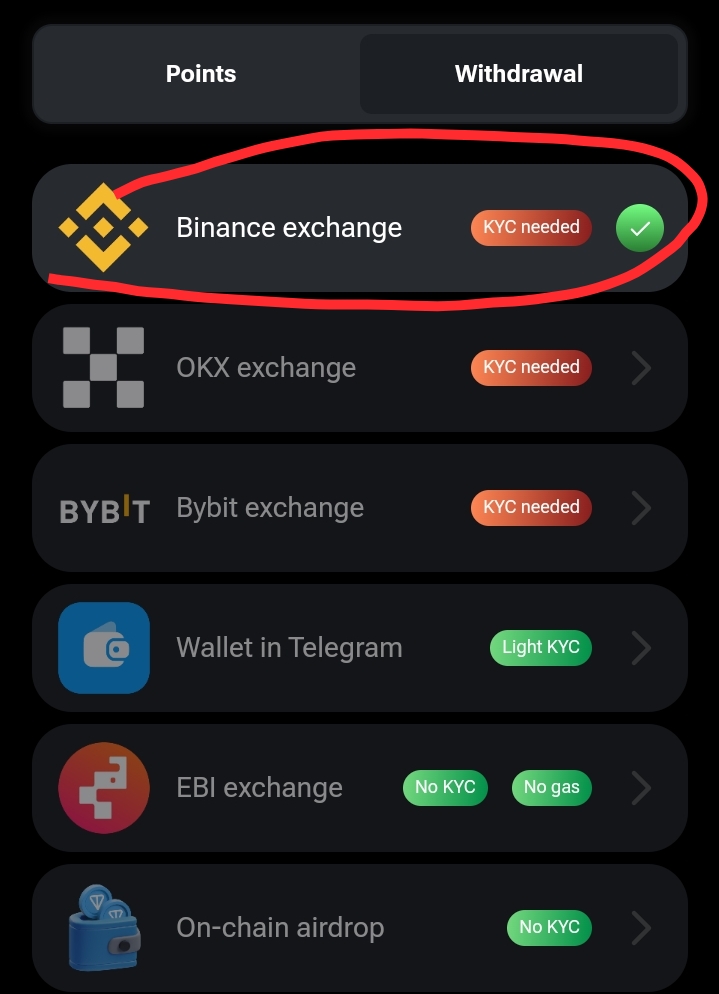 Points Withdrawal
Binance exchange KYC needed
OKX exchange KYC needed
BYBIT Bybit exchange KYC needed
Wallet in Telegram Light KYC
EBI exchange No KYC No gas
On-chain airdrop No KYC